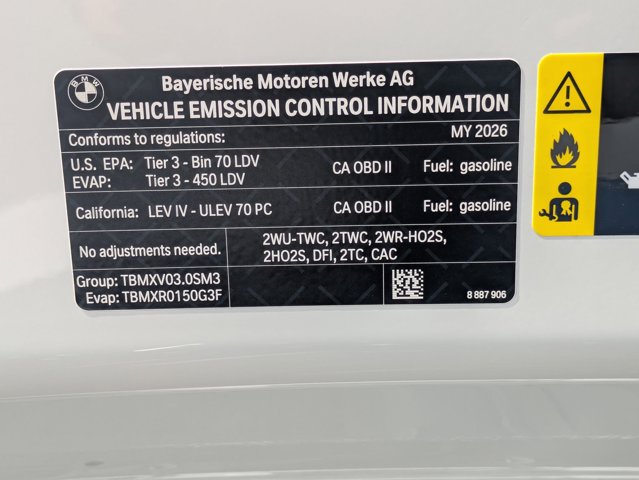 BMW
Bayerische Motoren Werke AG
VEHICLE EMISSION CONTROL INFORMATION
Conforms to regulations: MY 2026
U.S. EPA: Tier 3 - Bin 70 LDV CA OBD II Fuel: gasoline
EVAP: Tier 3 - 450 LDV
California: LEV IV - ULEV 70 PC CA OBD II Fuel: gasoline
No adjustments needed.
2WU-TWC, 2TWC, 2WR-HO2S,
2HO2S, DFI, 2TC, CAC
Group: TBMXV03.0SM3
Evap: TBMXR0150G3F
8 887 906